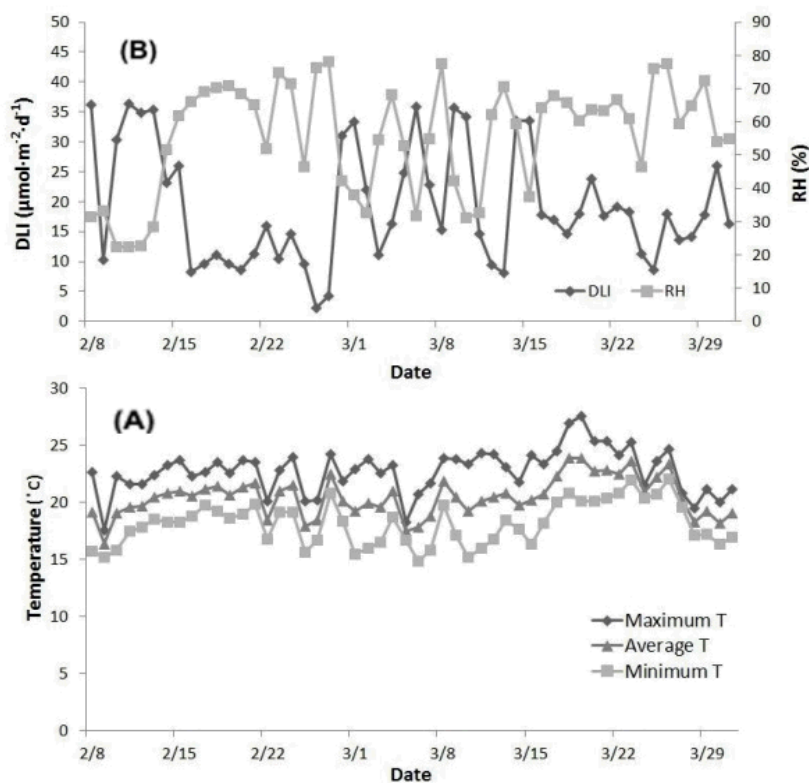 (B)
DLI (µmol·m⁻²·d⁻¹)
50
45
40
35
30
25
20
15
10
5
0
90
80
70
60
50
40
30
20
10
0
RH (%)
DLI
RH
2/8 2/15 2/22 3/1 3/8 3/15 3/22 3/29
Date
(A)
Temperature (˚C)
30
25
20
15
10
5
0
Maximum T
Average T
Minimum T
2/8 2/15 2/22 3/1 3/8 3/15 3/22 3/29
Date